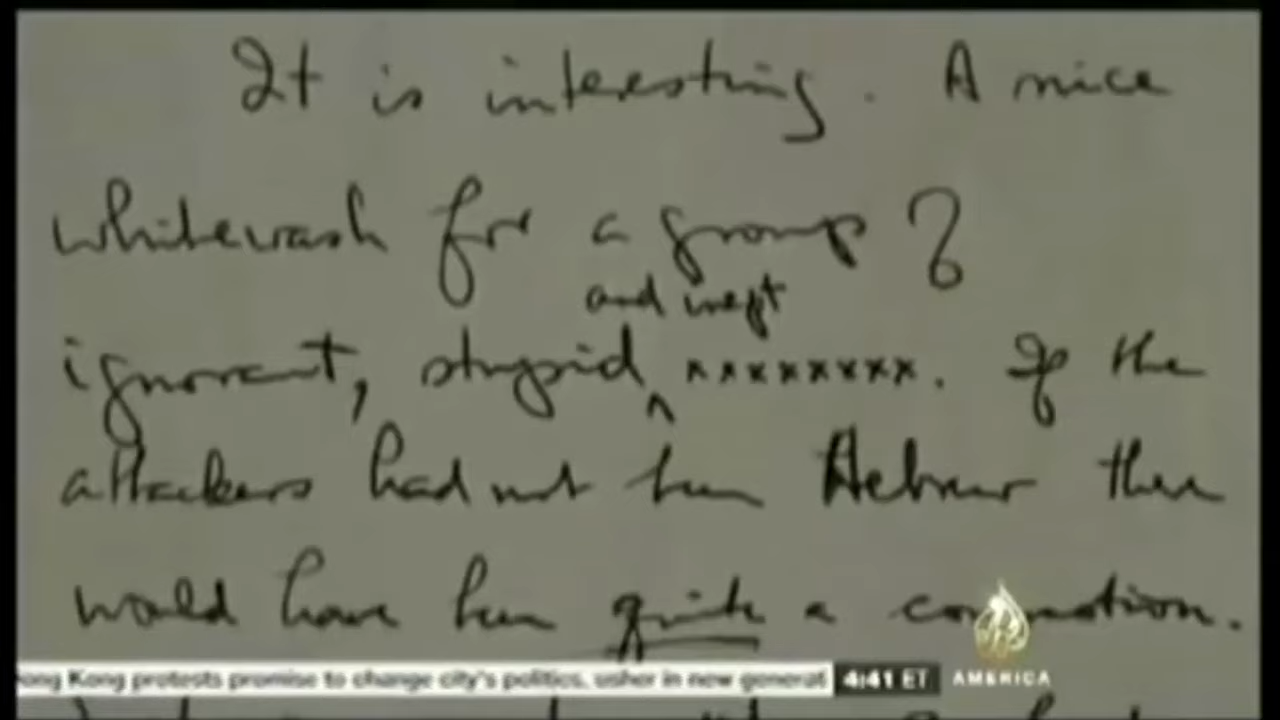 It is interesting. A nice
whitewash for a group of
and inept
ignorant, stupid ^ xxxxxxxx. If the
attackers had not been Hebrew there
would have been quite a commotion.
ong Kong protests promise to change city's politics, usher in new generat
4:41 ET
AMERICA